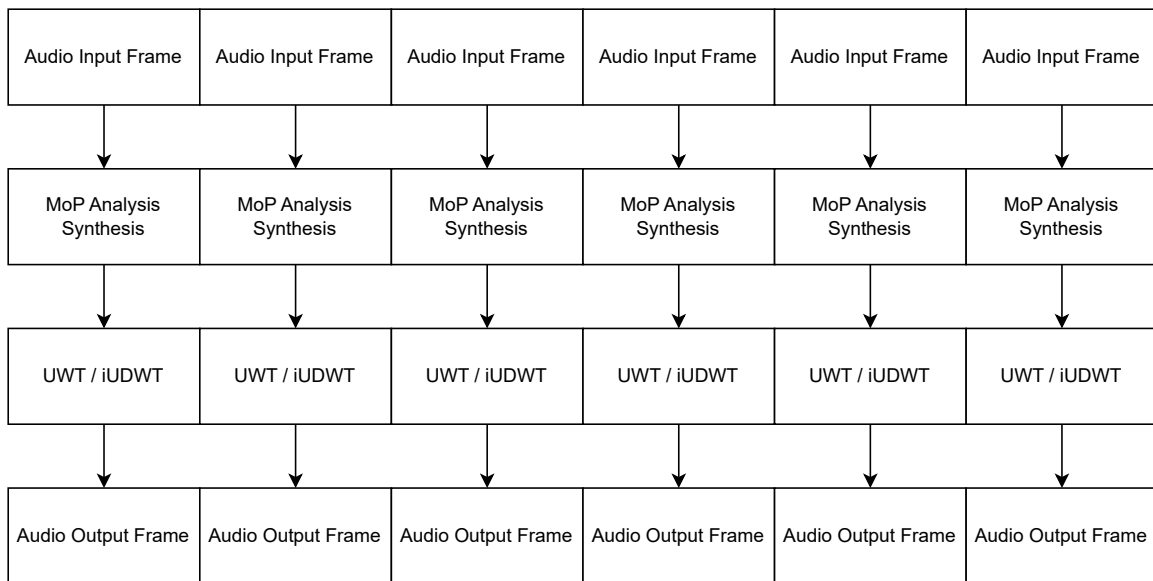 Audio Input Frame Audio Input Frame Audio Input Frame Audio Input Frame Audio Input Frame Audio Input Frame
MoP Analysis MoP Analysis MoP Analysis MoP Analysis MoP Analysis MoP Analysis
Synthesis Synthesis Synthesis Synthesis Synthesis Synthesis
UWT / iUDWT UWT / iUDWT UWT / iUDWT UWT / iUDWT UWT / iUDWT UWT / iUDWT
Audio Output Frame Audio Output Frame Audio Output Frame Audio Output Frame Audio Output Frame Audio Output Frame